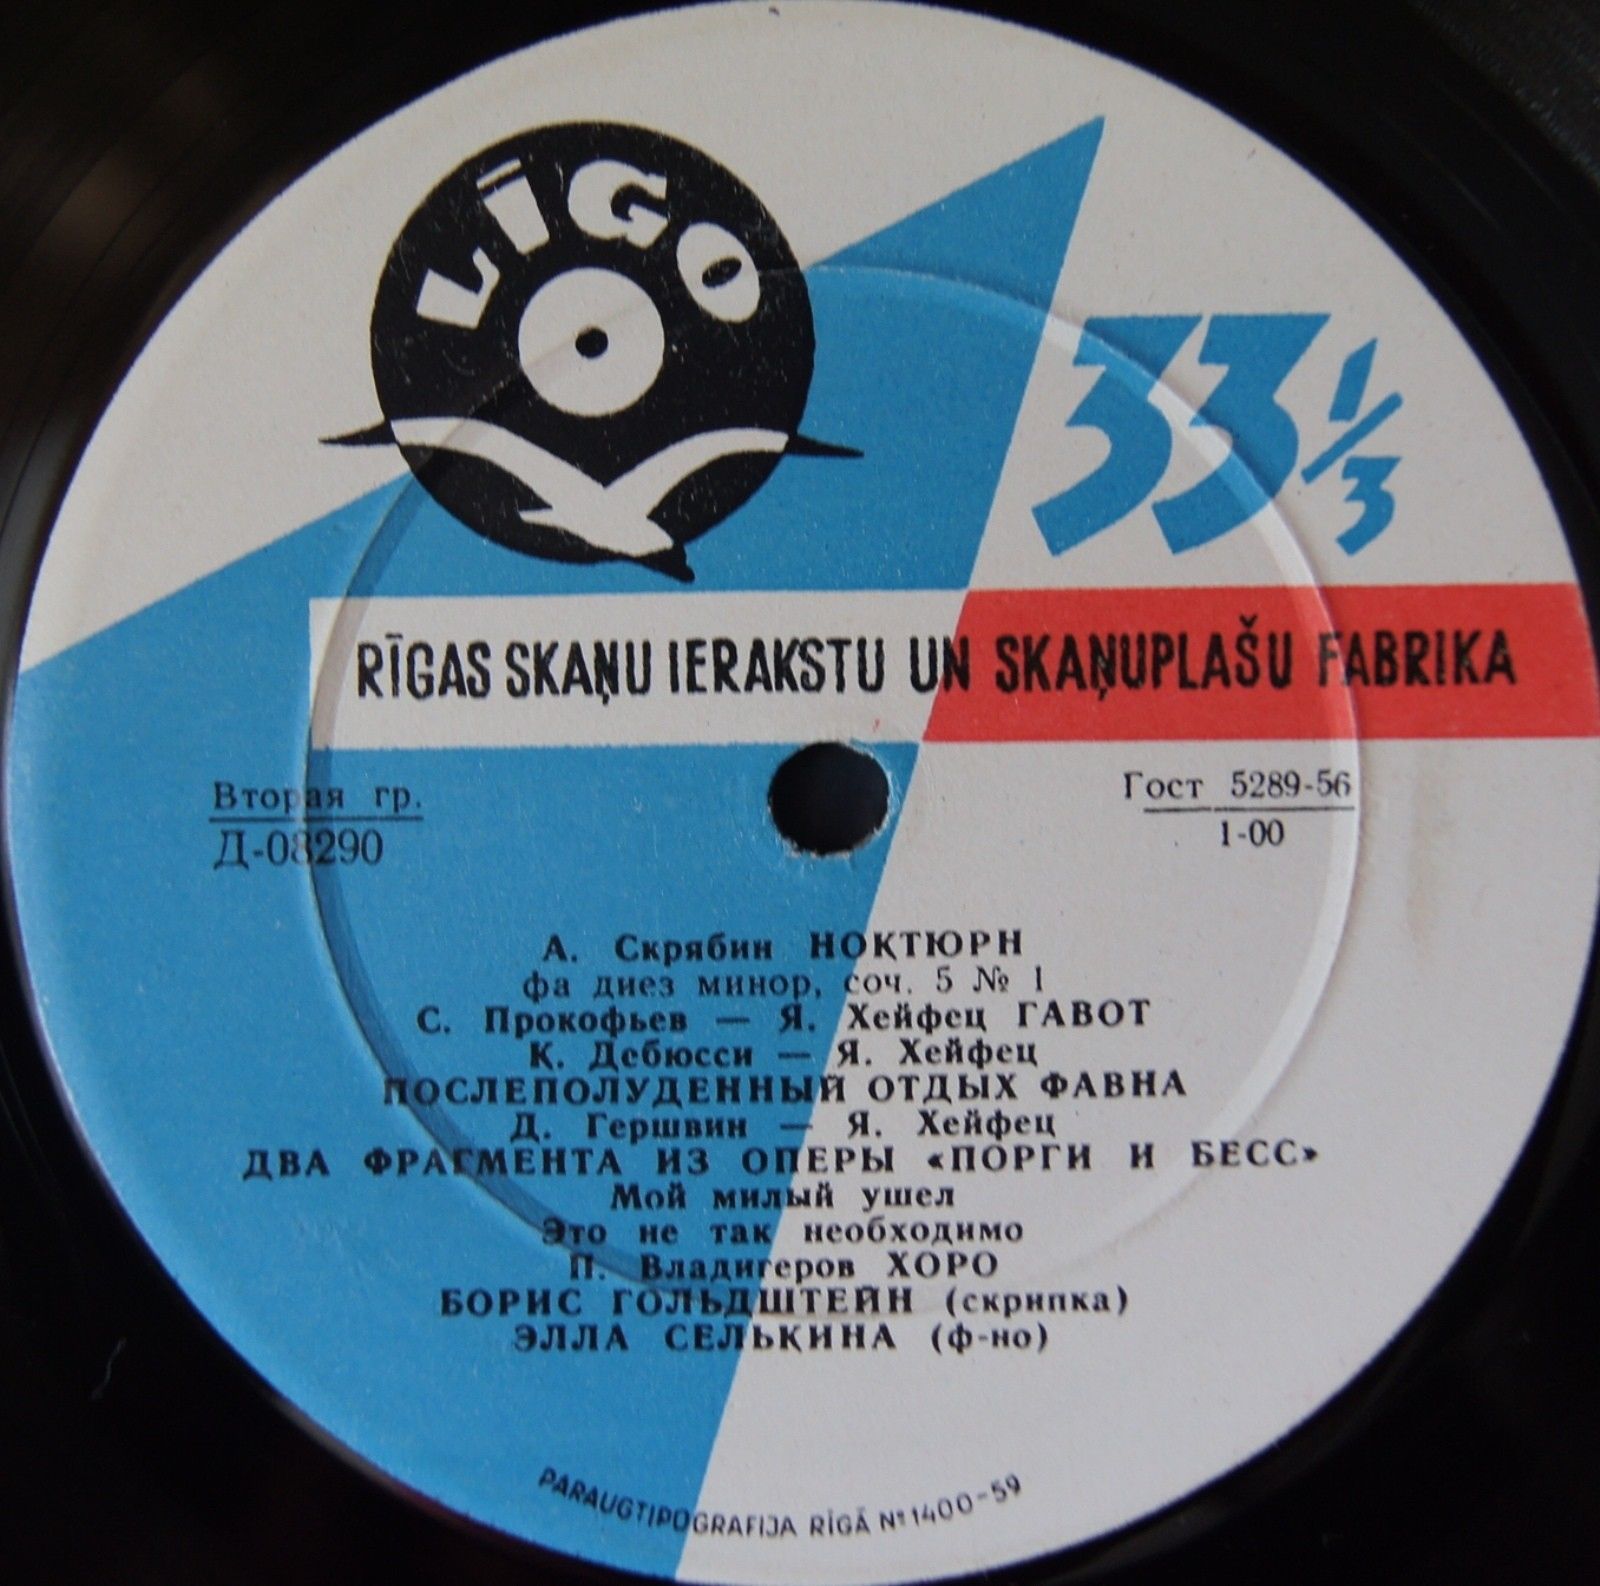 LĪGO
33 1/3
RĪGAS SKAŅU IERAKSTU UN SKAŅUPLAŠU FABRIKA
Вторая гр.
Д-08290
Гост 5289-56
1-00
А. Скрябин НОКТЮРН
фа диез минор, соч. 5 № 1
С. Прокофьев — Я. Хейфец ГАВОТ
К. Дебюсси — Я. Хейфец
ПОСЛЕПОЛУДЕННЫЙ ОТДЫХ ФАВНА
Д. Гершвин — Я. Хейфец
ДВА ФРАГМЕНТА ИЗ ОПЕРЫ «ПОРГИ И БЕСС»
Мой милый ушел
Это не так необходимо
П. Владигеров ХОРО
БОРИС ГОЛЬДШТЕЙН (скрипка)
ЭЛЛА СЕЛЬКИНА (ф-но)
PARAUGTIPOGRAFIJA RĪGĀ № 1400-59